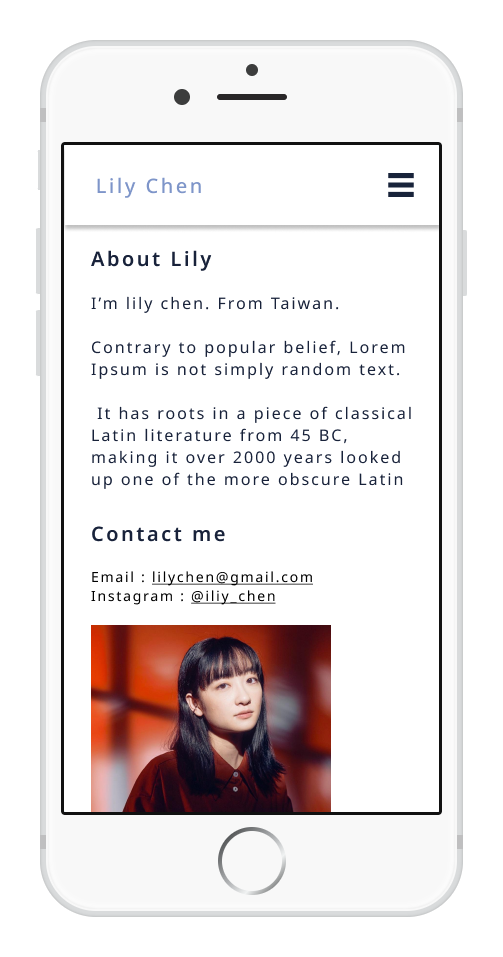 Lily Chen
About Lily
I’m lily chen. From Taiwan.
Contrary to popular belief, Lorem
Ipsum is not simply random text.
It has roots in a piece of classical
Latin literature from 45 BC,
making it over 2000 years looked
up one of the more obscure Latin
Contact me
Email : lilychen@gmail.com
Instagram : @iliy_chen